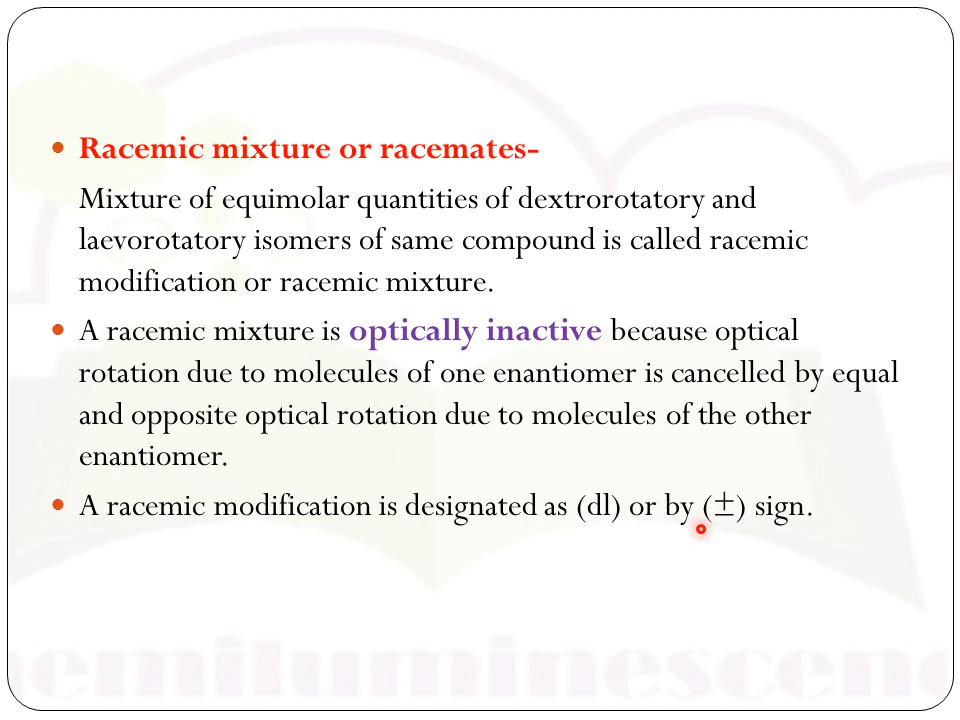 Racemic mixture or racemates-
Mixture of equimolar quantities of dextrorotatory and
laevorotatory isomers of same compound is called racemic
modification or racemic mixture.
A racemic mixture is optically inactive because optical
rotation due to molecules of one enantiomer is cancelled by equal
and opposite optical rotation due to molecules of the other
enantiomer.
A racemic modification is designated as (dl) or by (±) sign.
hemiluminescenc